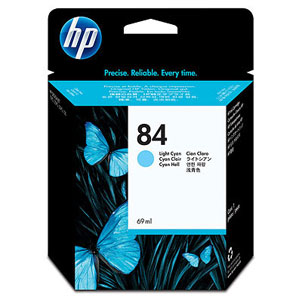 hp
Precise. Reliable. Every time.
84
Light Cyan Cian Claro
Cyan Clair ライトシアン
Cyan Hell 연한 파랑
浅青色
69 ml